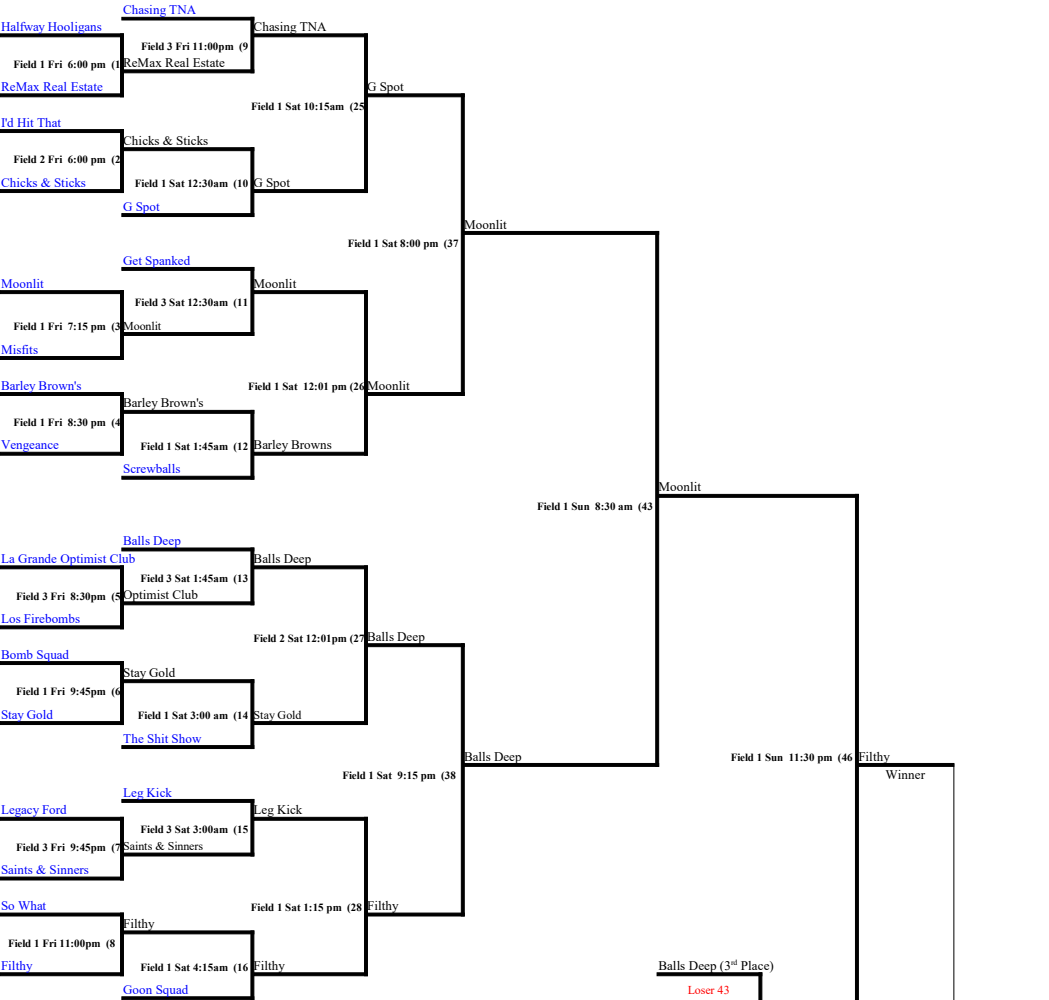 Chasing TNA
Halfway Hooligans
Chasing TNA
Field 3 Fri 11:00pm (9
Field 1 Fri 6:00 pm (1
ReMax Real Estate
ReMax Real Estate
G Spot
Field 1 Sat 10:15am (25
I'd Hit That
Chicks & Sticks
Field 2 Fri 6:00 pm (2
Chicks & Sticks
Field 1 Sat 12:30am (10
G Spot
G Spot
Moonlit
Field 1 Sat 8:00 pm (37
Get Spanked
Moonlit
Moonlit
Field 3 Sat 12:30am (11
Field 1 Fri 7:15 pm (3
Moonlit
Misfits
Barley Brown's
Field 1 Sat 12:01 pm (26
Moonlit
Barley Brown's
Field 1 Fri 8:30 pm (4
Vengeance
Field 1 Sat 1:45am (12
Barley Browns
Screwballs
Moonlit
Field 1 Sun 8:30 am (43
Balls Deep
La Grande Optimist Club
Balls Deep
Field 3 Sat 1:45am (13
Field 3 Fri 8:30pm (5
Optimist Club
Los Firebombs
Field 2 Sat 12:01pm (27
Balls Deep
Bomb Squad
Stay Gold
Field 1 Fri 9:45pm (6
Stay Gold
Field 1 Sat 3:00 am (14
Stay Gold
The Shit Show
Balls Deep
Field 1 Sun 11:30 pm (46
Filthy
Winner
Field 1 Sat 9:15 pm (38
Leg Kick
Legacy Ford
Leg Kick
Field 3 Sat 3:00am (15
Field 3 Fri 9:45pm (7
Saints & Sinners
Saints & Sinners
So What
Field 1 Sat 1:15 pm (28
Filthy
Filthy
Field 1 Fri 11:00pm (8
Filthy
Field 1 Sat 4:15am (16
Filthy
Balls Deep (3rd Place)
Goon Squad
Loser 43